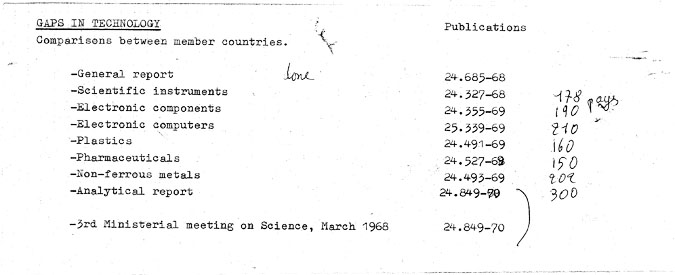 GAPS IN TECHNOLOGY Publications
Comparisons between member countries.
-General report 24.685-68
-Scientific instruments 24.327-68 178 pags
-Electronic components 24.355-69 190
-Electronic computers 25.339-69 210
-Plastics 24.491-69 160
-Pharmaceuticals 24.527-68 150
-Non-ferrous metals 24.493-69 202
-Analytical report 24.849-70 300
-3rd Ministerial meeting on Science, March 1968 24.849-70